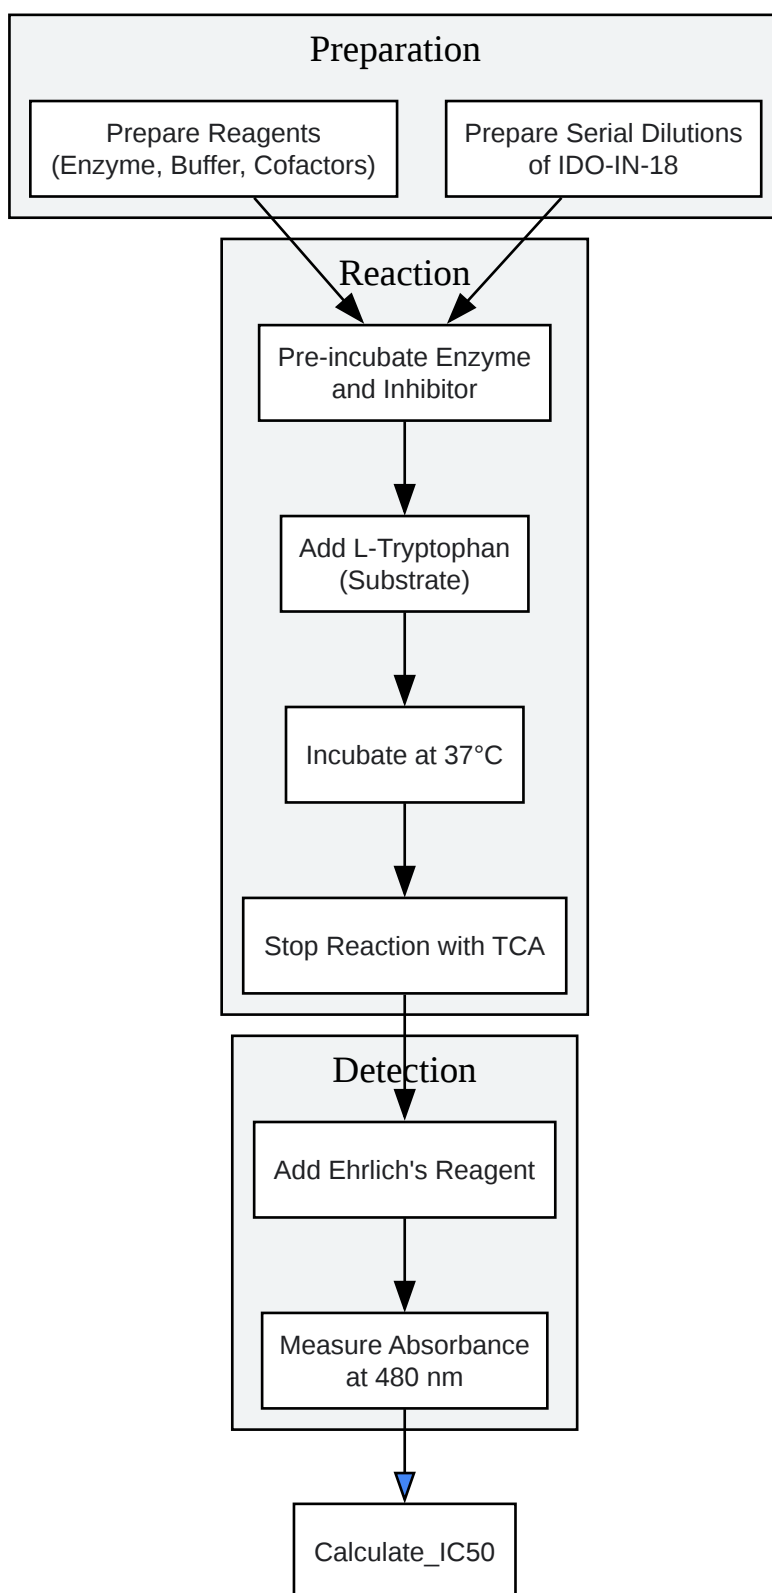 Preparation
Prepare Reagents
(Enzyme, Buffer, Cofactors)
Prepare Serial Dilutions
of IDO-IN-18
Reaction
Pre-incubate Enzyme
and Inhibitor
Add L-Tryptophan
(Substrate)
Incubate at 37°C
Stop Reaction with TCA
Detection
Add Ehrlich's Reagent
Measure Absorbance
at 480 nm
Calculate_IC50